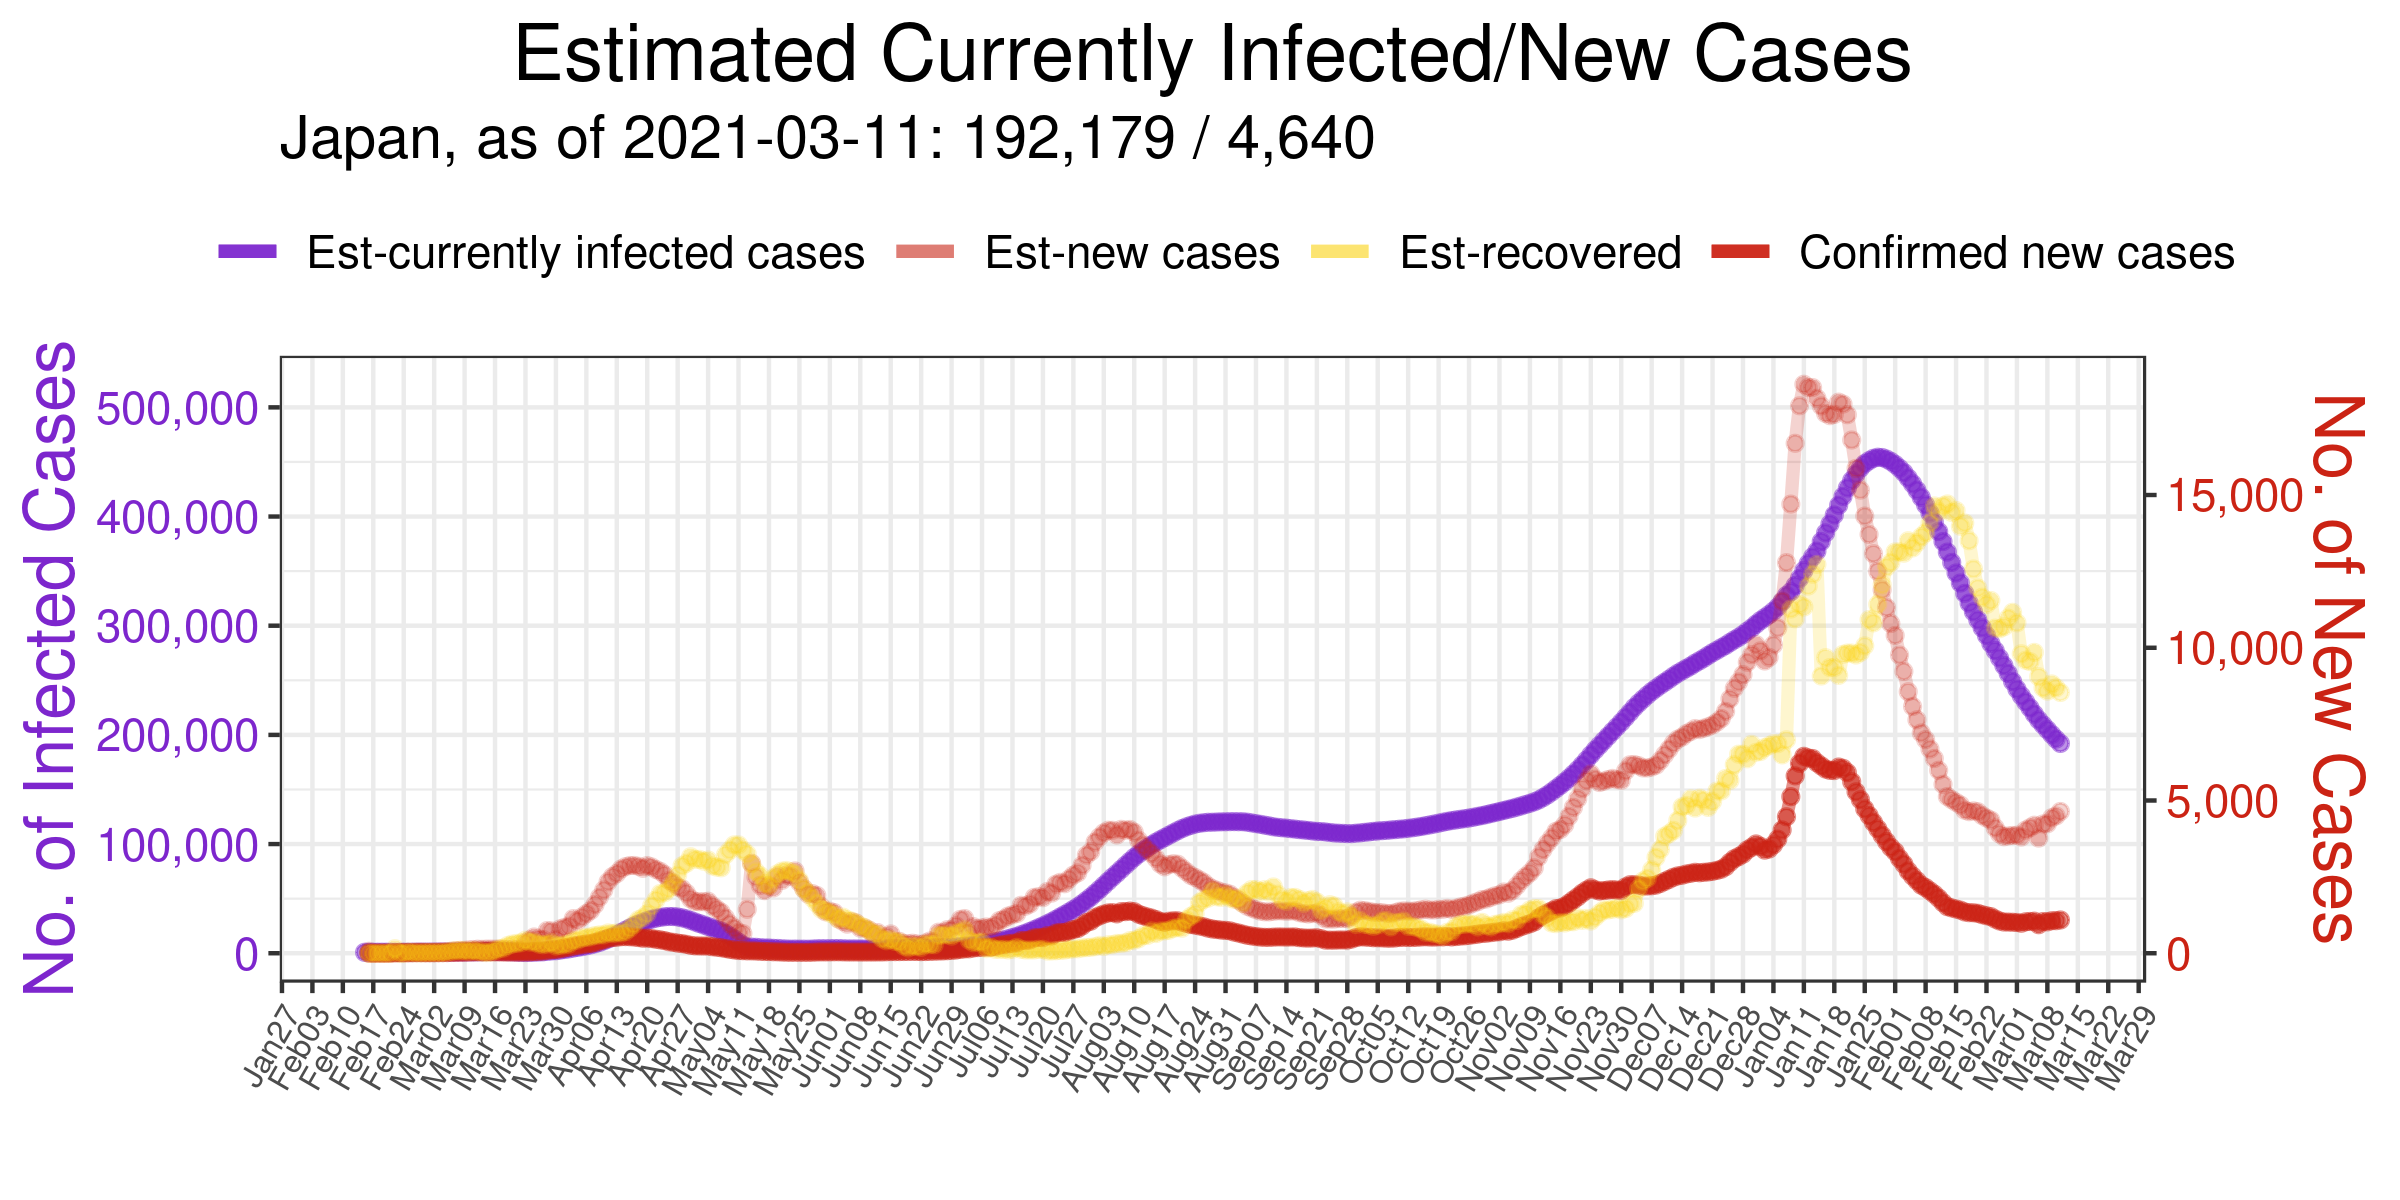 Estimated Currently Infected/New Cases
Japan, as of 2021-03-11: 192,179 / 4,640
Est-currently infected cases Est-new cases Est-recovered Confirmed new cases
No. of Infected Cases
500,000
400,000
300,000
200,000
100,000
0
15,000
10,000
5,000
0
No. of New Cases
Jan27 Feb03 Feb10 Feb17 Feb24 Mar02 Mar09 Mar16 Mar23 Mar30 Apr06 Apr13 Apr20 Apr27 May04 May11 May18 May25 Jun01 Jun08 Jun15 Jun22 Jun29 Jul06 Jul13 Jul20 Jul27 Aug03 Aug10 Aug17 Aug24 Aug31 Sep07 Sep14 Sep21 Sep28 Oct05 Oct12 Oct19 Oct26 Nov02 Nov09 Nov16 Nov23 Nov30 Dec07 Dec14 Dec21 Dec28 Jan04 Jan11 Jan18 Jan25 Feb01 Feb08 Feb15 Feb22 Mar01 Mar08 Mar15 Mar22 Mar29